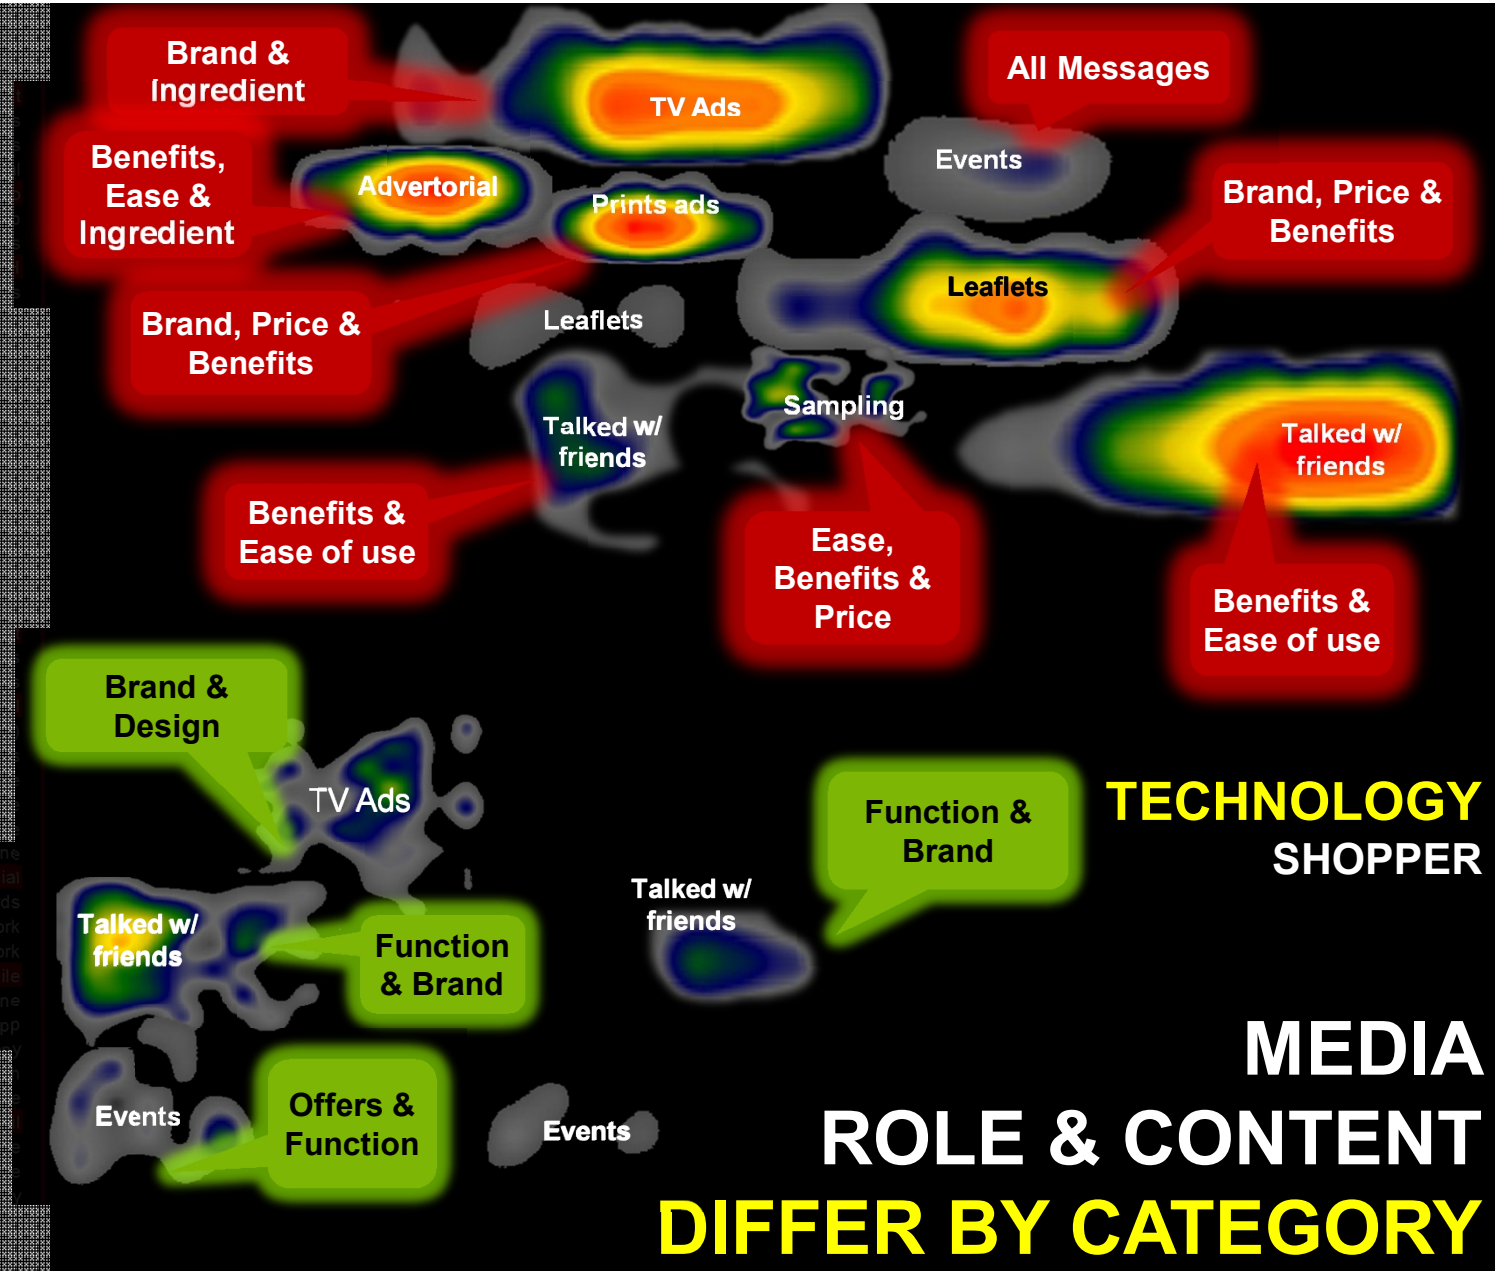 Brand &
Ingredient
TV Ads
All Messages
Benefits,
Ease &
Ingredient
Advertorial
Prints ads
Events
Brand, Price &
Benefits
Leaflets
Brand, Price &
Benefits
Leaflets
Talked w/
friends
Sampling
Talked w/
friends
Benefits &
Ease of use
Ease,
Benefits &
Price
Benefits &
Ease of use
Brand &
Design
TV Ads
Function &
Brand
TECHNOLOGY
SHOPPER
Talked w/
friends
Function
& Brand
Talked w/
friends
Events
Offers &
Function
Events
MEDIA
ROLE & CONTENT
DIFFER BY CATEGORY